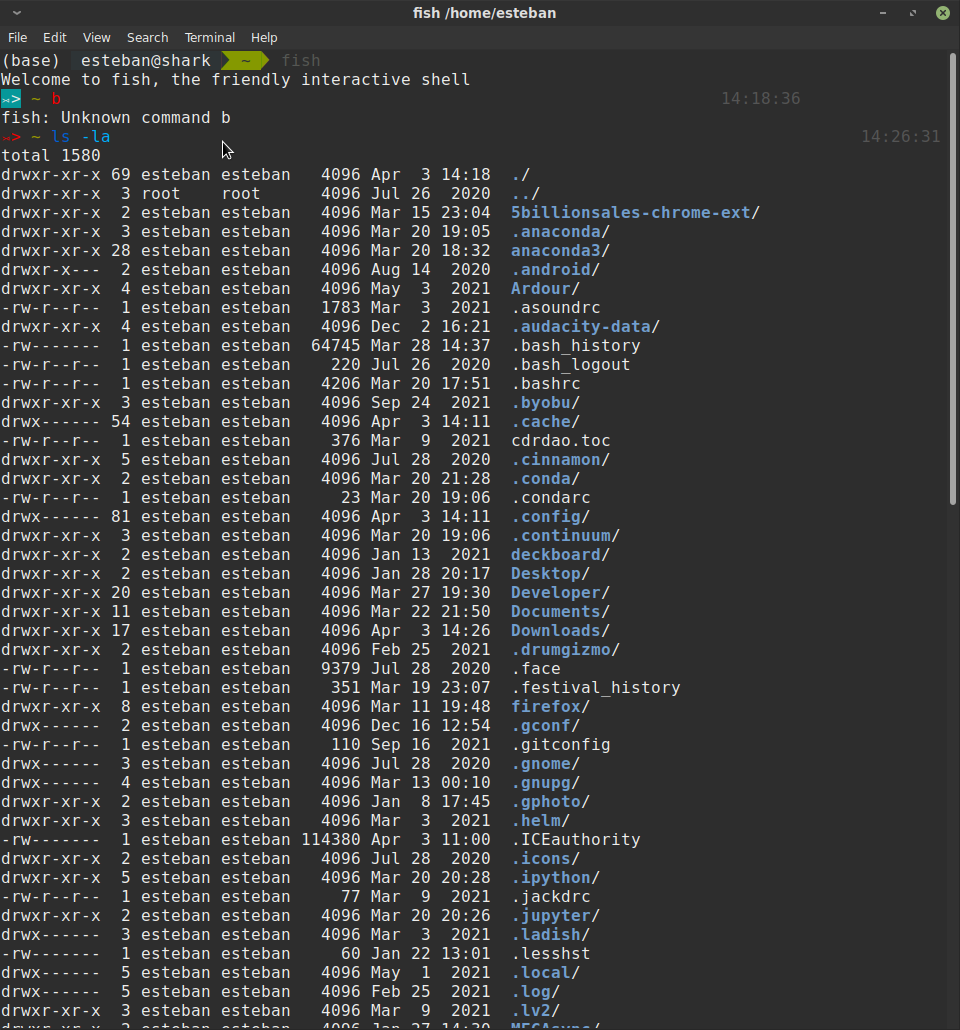 fish /home/esteban
File Edit View Search Terminal Help
(base) esteban@shark ~ fish
Welcome to fish, the friendly interactive shell
~ b 14:18:36
fish: Unknown command b
~ ls -la 14:26:31
total 1580
drwxr-xr-x 69 esteban esteban   4096 Apr  3 14:18  ./
drwxr-xr-x  3 root    root      4096 Jul 26  2020  ../
drwxr-xr-x  2 esteban esteban   4096 Mar 15 23:04  5billionsales-chrome-ext/
drwxr-xr-x  3 esteban esteban   4096 Mar 20 19:05  .anaconda/
drwxr-xr-x 28 esteban esteban   4096 Mar 20 18:32  anaconda3/
drwxr-x---  2 esteban esteban   4096 Aug 14  2020  .android/
drwxr-xr-x  4 esteban esteban   4096 May  3  2021  Ardour/
-rw-r--r--  1 esteban esteban   1783 Mar  3  2021  .asoundrc
drwxr-xr-x  4 esteban esteban   4096 Dec  2 16:21  .audacity-data/
-rw-------  1 esteban esteban  64745 Mar 28 14:37  .bash_history
-rw-r--r--  1 esteban esteban    220 Jul 26  2020  .bash_logout
-rw-r--r--  1 esteban esteban   4206 Mar 20 17:51  .bashrc
drwxr-xr-x  3 esteban esteban   4096 Sep 24  2021  .byobu/
drwx------ 54 esteban esteban   4096 Apr  3 14:11  .cache/
-rw-r--r--  1 esteban esteban    376 Mar  9  2021  cdrdao.toc
drwxr-xr-x  5 esteban esteban   4096 Jul 28  2020  .cinnamon/
drwxr-xr-x  2 esteban esteban   4096 Mar 20 21:28  .conda/
-rw-r--r--  1 esteban esteban     23 Mar 20 19:06  .condarc
drwx------ 81 esteban esteban   4096 Apr  3 14:11  .config/
drwxr-xr-x  3 esteban esteban   4096 Mar 20 19:06  .continuum/
drwxr-xr-x  2 esteban esteban   4096 Jan 13  2021  deckboard/
drwxr-xr-x  2 esteban esteban   4096 Jan 28 20:17  Desktop/
drwxr-xr-x 20 esteban esteban   4096 Mar 27 19:30  Developer/
drwxr-xr-x 11 esteban esteban   4096 Mar 22 21:50  Documents/
drwxr-xr-x 17 esteban esteban   4096 Apr  3 14:26  Downloads/
drwxr-xr-x  2 esteban esteban   4096 Feb 25  2021  .drumgizmo/
-rw-r--r--  1 esteban esteban   9379 Jul 28  2020  .face
-rw-r--r--  1 esteban esteban    351 Mar 19 23:07  .festival_history
drwxr-xr-x  8 esteban esteban   4096 Mar 11 19:48  firefox/
drwx------  2 esteban esteban   4096 Dec 16 12:54  .gconf/
-rw-r--r--  1 esteban esteban    110 Sep 16  2021  .gitconfig
drwx------  3 esteban esteban   4096 Jul 28  2020  .gnome/
drwx------  4 esteban esteban   4096 Mar 13 00:10  .gnupg/
drwxr-xr-x  2 esteban esteban   4096 Jan  8 17:45  .gphoto/
drwxr-xr-x  3 esteban esteban   4096 Mar  3  2021  .helm/
-rw-------  1 esteban esteban 114380 Apr  3 11:00  .ICEauthority
drwxr-xr-x  2 esteban esteban   4096 Jul 28  2020  .icons/
drwxr-xr-x  5 esteban esteban   4096 Mar 20 20:28  .ipython/
-rw-r--r--  1 esteban esteban     77 Mar  9  2021  .jackdrc
drwxr-xr-x  2 esteban esteban   4096 Mar 20 20:26  .jupyter/
drwx------  3 esteban esteban   4096 Mar  3  2021  .ladish/
-rw-------  1 esteban esteban     60 Jan 22 13:01  .lesshst
drwx------  5 esteban esteban   4096 May  1  2021  .local/
drwx------  5 esteban esteban   4096 Feb 25  2021  .log/
drwxr-xr-x  3 esteban esteban   4096 Mar  9  2021  .lv2/